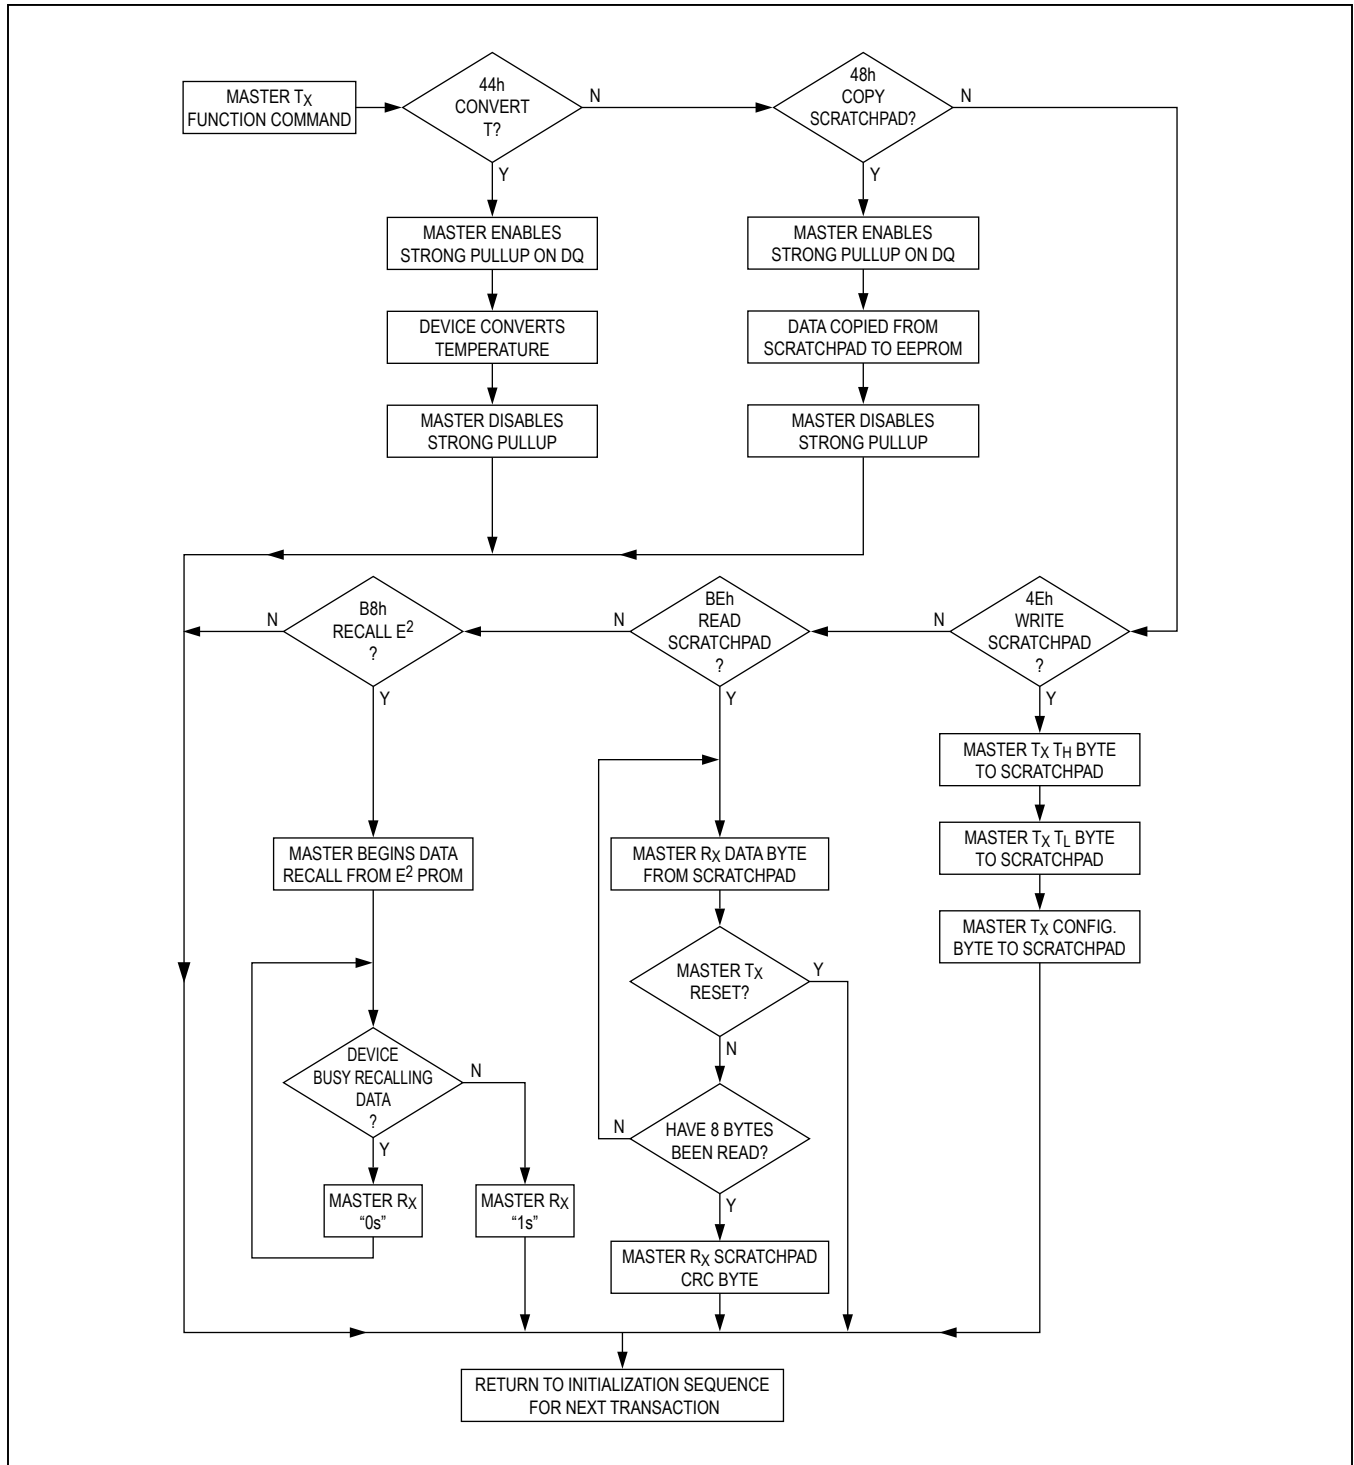 MASTER TX
FUNCTION COMMAND
44h
CONVERT
T?
N
Y
48h
COPY
SCRATCHPAD?
N
Y
MASTER ENABLES
STRONG PULLUP ON DQ
DEVICE CONVERTS
TEMPERATURE
MASTER DISABLES
STRONG PULLUP
MASTER ENABLES
STRONG PULLUP ON DQ
DATA COPIED FROM
SCRATCHPAD TO EEPROM
MASTER DISABLES
STRONG PULLUP
B8h
RECALL E2
?
N
Y
BEh
READ
SCRATCHPAD
?
N
Y
4Eh
WRITE
SCRATCHPAD
?
N
Y
MASTER TX TH BYTE
TO SCRATCHPAD
MASTER TX TL BYTE
TO SCRATCHPAD
MASTER TX CONFIG.
BYTE TO SCRATCHPAD
MASTER BEGINS DATA
RECALL FROM E2 PROM
DEVICE
BUSY RECALLING
DATA
?
N
Y
MASTER RX
“0s”
MASTER RX
“1s”
MASTER RX DATA BYTE
FROM SCRATCHPAD
MASTER TX
RESET?
Y
N
HAVE 8 BYTES
BEEN READ?
N
Y
MASTER RX SCRATCHPAD
CRC BYTE
RETURN TO INITIALIZATION SEQUENCE
FOR NEXT TRANSACTION